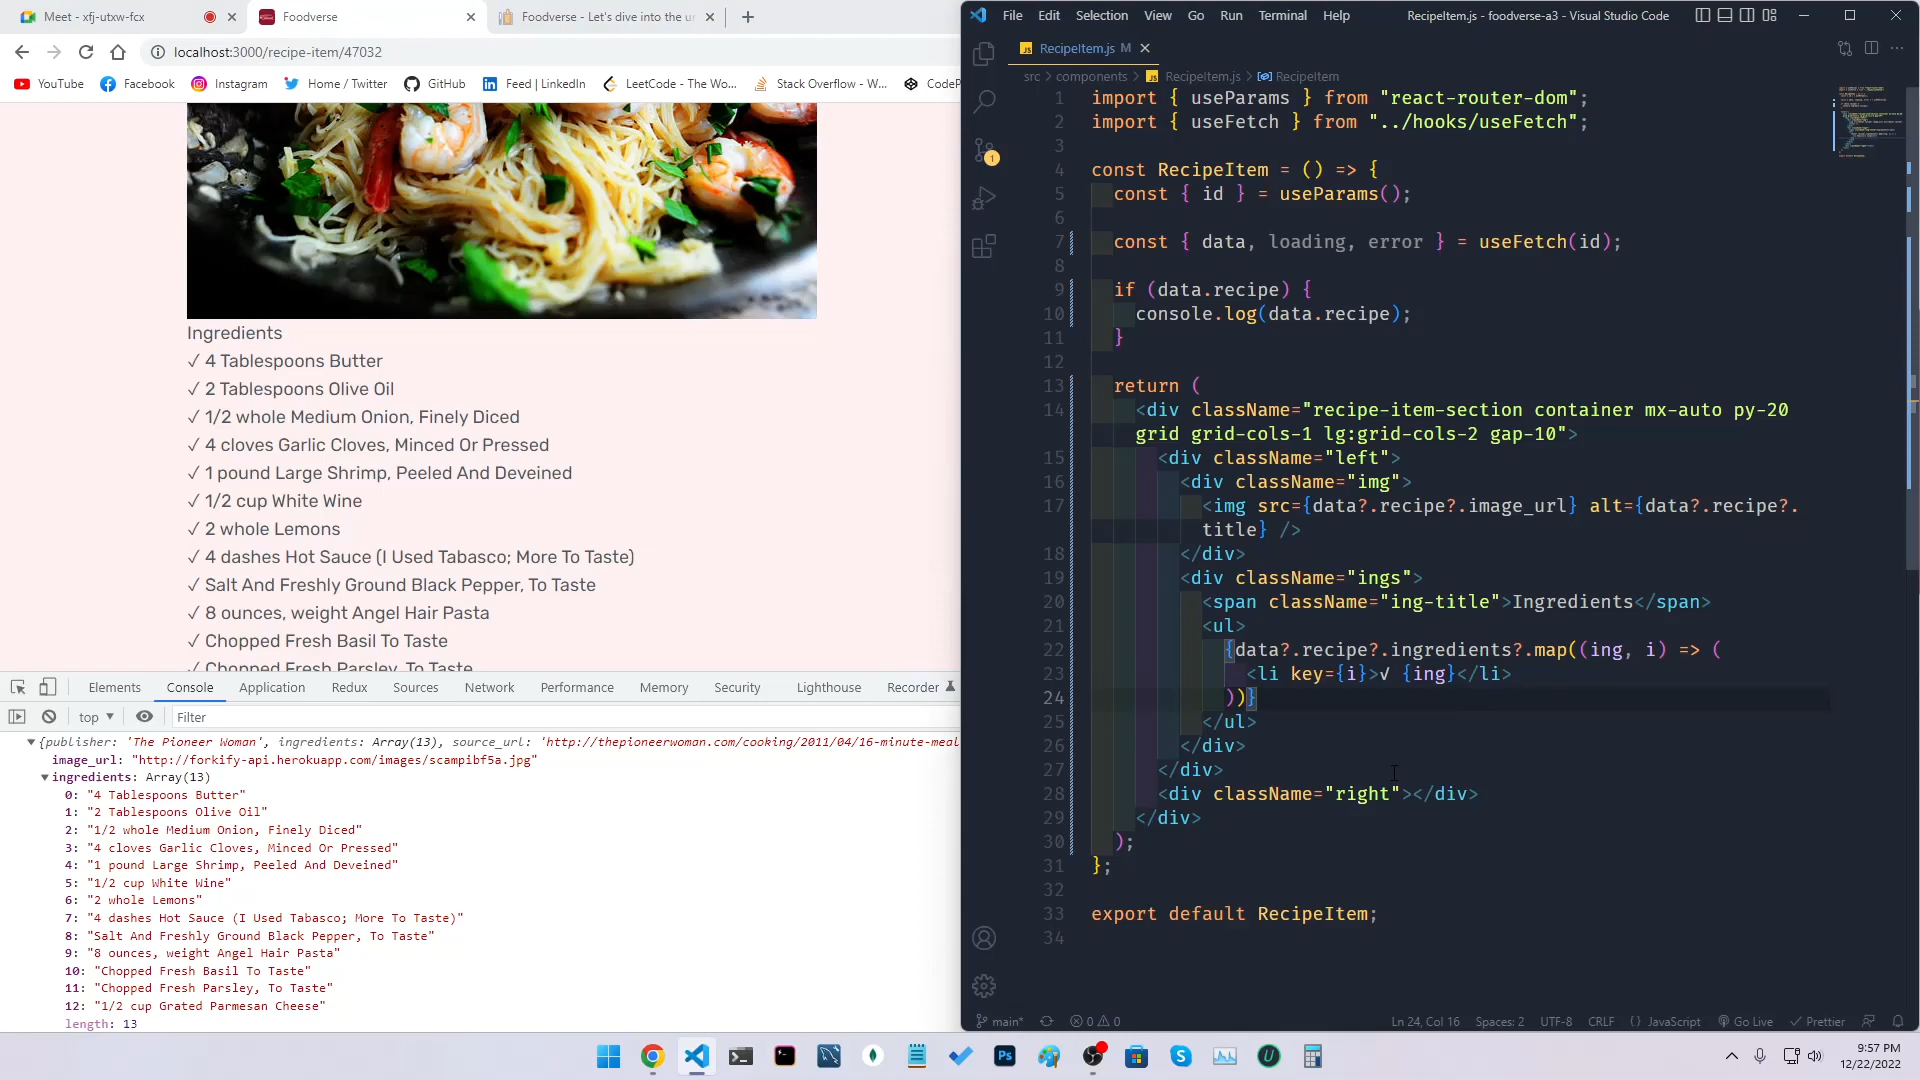 Meet - xfj-utxw-fcx
Foodverse
Foodverse - Let's dive into the un
localhost:3000/recipe-item/47032
YouTube
Facebook
Instagram
Home / Twitter
GitHub
Feed | LinkedIn
LeetCode - The Wo...
Stack Overflow - W...
CodeP
Ingredients
✓ 4 Tablespoons Butter
✓ 2 Tablespoons Olive Oil
✓ 1/2 whole Medium Onion, Finely Diced
✓ 4 cloves Garlic Cloves, Minced Or Pressed
✓ 1 pound Large Shrimp, Peeled And Deveined
✓ 1/2 cup White Wine
✓ 2 whole Lemons
✓ 4 dashes Hot Sauce (I Used Tabasco; More To Taste)
✓ Salt And Freshly Ground Black Pepper, To Taste
✓ 8 ounces, weight Angel Hair Pasta
✓ Chopped Fresh Basil To Taste
✓ Chopped Fresh Parsley, To Taste
Elements Console Application Redux Sources Network Performance Memory Security Lighthouse Recorder
top
Filter
{publisher: 'The Pioneer Woman', ingredients: Array(13), source_url: 'http://thepioneerwoman.com/cooking/2011/04/16-minute-meal
image_url: "http://forkify-api.herokuapp.com/images/scampibf5a.jpg"
ingredients: Array(13)
0: "4 Tablespoons Butter"
1: "2 Tablespoons Olive Oil"
2: "1/2 whole Medium Onion, Finely Diced"
3: "4 cloves Garlic Cloves, Minced Or Pressed"
4: "1 pound Large Shrimp, Peeled And Deveined"
5: "1/2 cup White Wine"
6: "2 whole Lemons"
7: "4 dashes Hot Sauce (I Used Tabasco; More To Taste)"
8: "Salt And Freshly Ground Black Pepper, To Taste"
9: "8 ounces, weight Angel Hair Pasta"
10: "Chopped Fresh Basil To Taste"
11: "Chopped Fresh Parsley, To Taste"
12: "1/2 cup Grated Parmesan Cheese"
length: 13
File Edit Selection View Go Run Terminal Help
RecipeItem.js - foodverse-a3 - Visual Studio Code
JS RecipeItem.js M
src > components > JS RecipeItem.js > RecipeItem
1
1 import { useParams } from "react-router-dom";
2 import { useFetch } from "../hooks/useFetch";
3
4 const RecipeItem = () => {
5 const { id } = useParams();
6
7 const { data, loading, error } = useFetch(id);
8
9 if (data.recipe) {
10 console.log(data.recipe);
11 }
12
13 return (
14 <div className="recipe-item-section container mx-auto py-20
grid grid-cols-1 lg:grid-cols-2 gap-10">
15 <div className="left">
16 <div className="img">
17 <img src={data?.recipe?.image_url} alt={data?.recipe?.
title} />
18 </div>
19 <div className="ings">
20 <span className="ing-title">Ingredients</span>
21 <ul>
22 {data?.recipe?.ingredients?.map((ing, i) => (
23 <li key={i}>√ {ing}</li>
24 ))}
25 </ul>
26 </div>
27 </div>
28 <div className="right"></div>
29 </div>
30 );
31 };
32
33 export default RecipeItem;
34
main* 0 0 Ln 24, Col 16 Spaces: 2 UTF-8 CRLF {} JavaScript Go Live ✓ Prettier
Ps
S
U
9:57 PM
12/22/2022